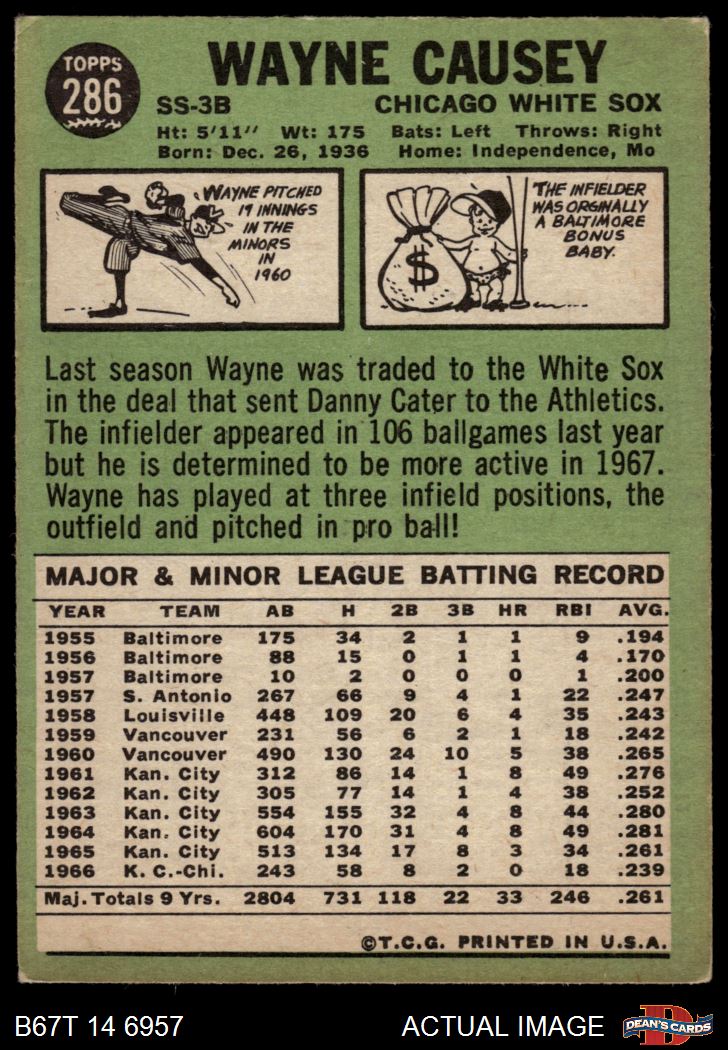 TOPPS
286
WAYNE CAUSEY
SS-3B CHICAGO WHITE SOX
Ht: 5'11" Wt: 175 Bats: Left Throws: Right
Born: Dec. 26, 1936 Home: Independence, Mo
WAYNE PITCHED
19 INNINGS
IN THE
MINORS
IN
1960
$
THE INFIELDER
WAS ORGINALLY
A BALTIMORE
BONUS
BABY.
Last season Wayne was traded to the White Sox
in the deal that sent Danny Cater to the Athletics.
The infielder appeared in 106 ballgames last year
but he is determined to be more active in 1967.
Wayne has played at three infield positions, the
outfield and pitched in pro ball!
MAJOR & MINOR LEAGUE BATTING RECORD
YEAR TEAM AB H 2B 3B HR RBI AVG.
1955 Baltimore 175 34 2 1 1 9 .194
1956 Baltimore 88 15 0 1 1 4 .170
1957 Baltimore 10 2 0 0 0 1 .200
1957 S. Antonio 267 66 9 4 1 22 .247
1958 Louisville 448 109 20 6 4 35 .243
1959 Vancouver 231 56 6 2 1 18 .242
1960 Vancouver 490 130 24 10 5 38 .265
1961 Kan. City 312 86 14 1 8 49 .276
1962 Kan. City 305 77 14 1 4 38 .252
1963 Kan. City 554 155 32 4 8 44 .280
1964 Kan. City 604 170 31 4 8 49 .281
1965 Kan. City 513 134 17 8 3 34 .261
1966 K. C.-Chi. 243 58 8 2 0 18 .239
Maj. Totals 9 Yrs. 2804 731 118 22 33 246 .261
©T.C.G. PRINTED IN U.S.A.
B67T 14 6957 ACTUAL IMAGE
D
DEAN'S CARDS